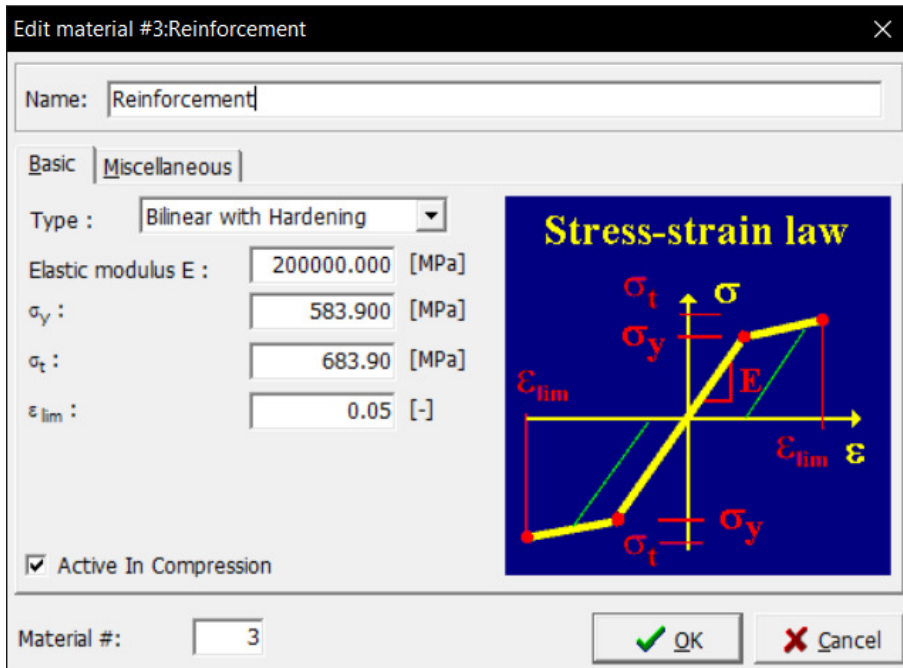 Edit material #3:Reinforcement
Name: Reinforcement
Basic Miscellaneous
Type : Bilinear with Hardening
Elastic modulus E : 200000.000 [MPa]
σy : 583.900 [MPa]
σt : 683.90 [MPa]
εlim : 0.05 [-]
Active In Compression
Stress-strain law
σt σ
σy
E
εlim
εlim ε
σy
σt
Material #: 3 OK Cancel